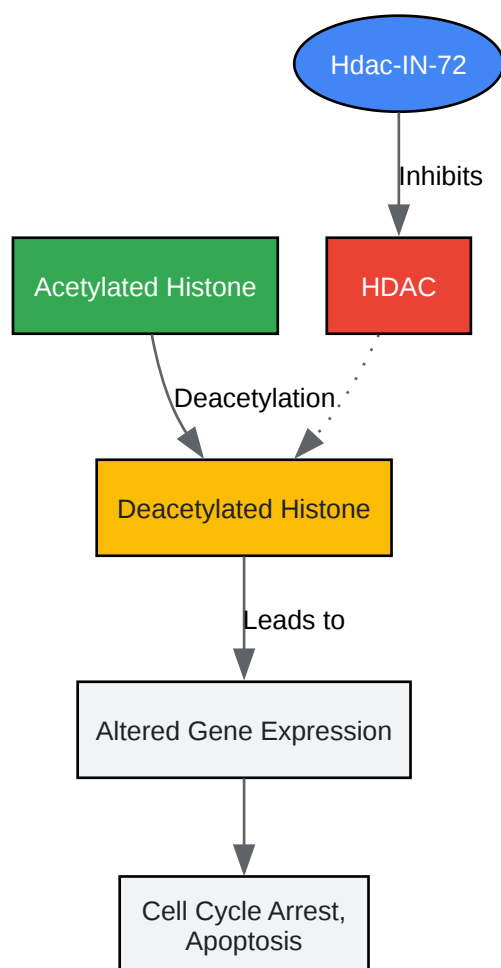 Hdac-IN-72
Inhibits
Acetylated Histone
HDAC
Deacetylation
Deacetylated Histone
Leads to
Altered Gene Expression
Cell Cycle Arrest,
Apoptosis